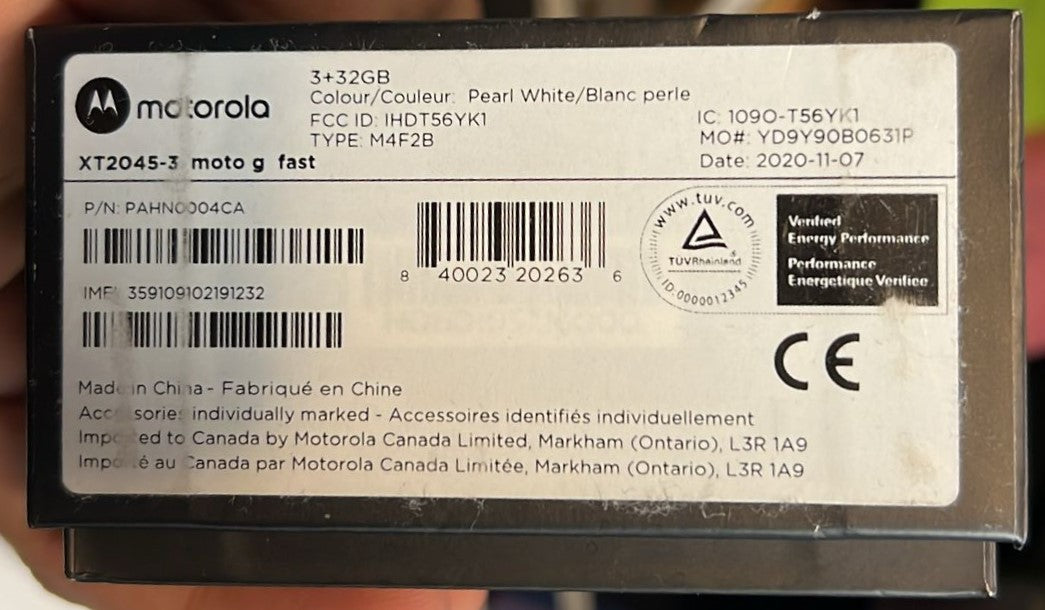 motorola
3+32GB
Colour/Couleur: Pearl White/Blanc perle
FCC ID: IHDT56YK1
TYPE: M4F2B
IC: 1090-T56YK1
MO#: YD9Y90B0631P
Date: 2020-11-07
XT2045-3 moto g fast
P/N: PAHN0004CA
8 40023 20263 6
IMEI 359109102191232
www.tuv.com
TÜVRheinland
ID:0000012345
Verified
Energy Performance
Performance
Energetique Verifiee
CE
Made in China - Fabriqué en Chine
Accessories individually marked - Accessoires identifiés individuellement
Imported to Canada by Motorola Canada Limited, Markham (Ontario), L3R 1A9
Importé au Canada par Motorola Canada Limitée, Markham (Ontario), L3R 1A9